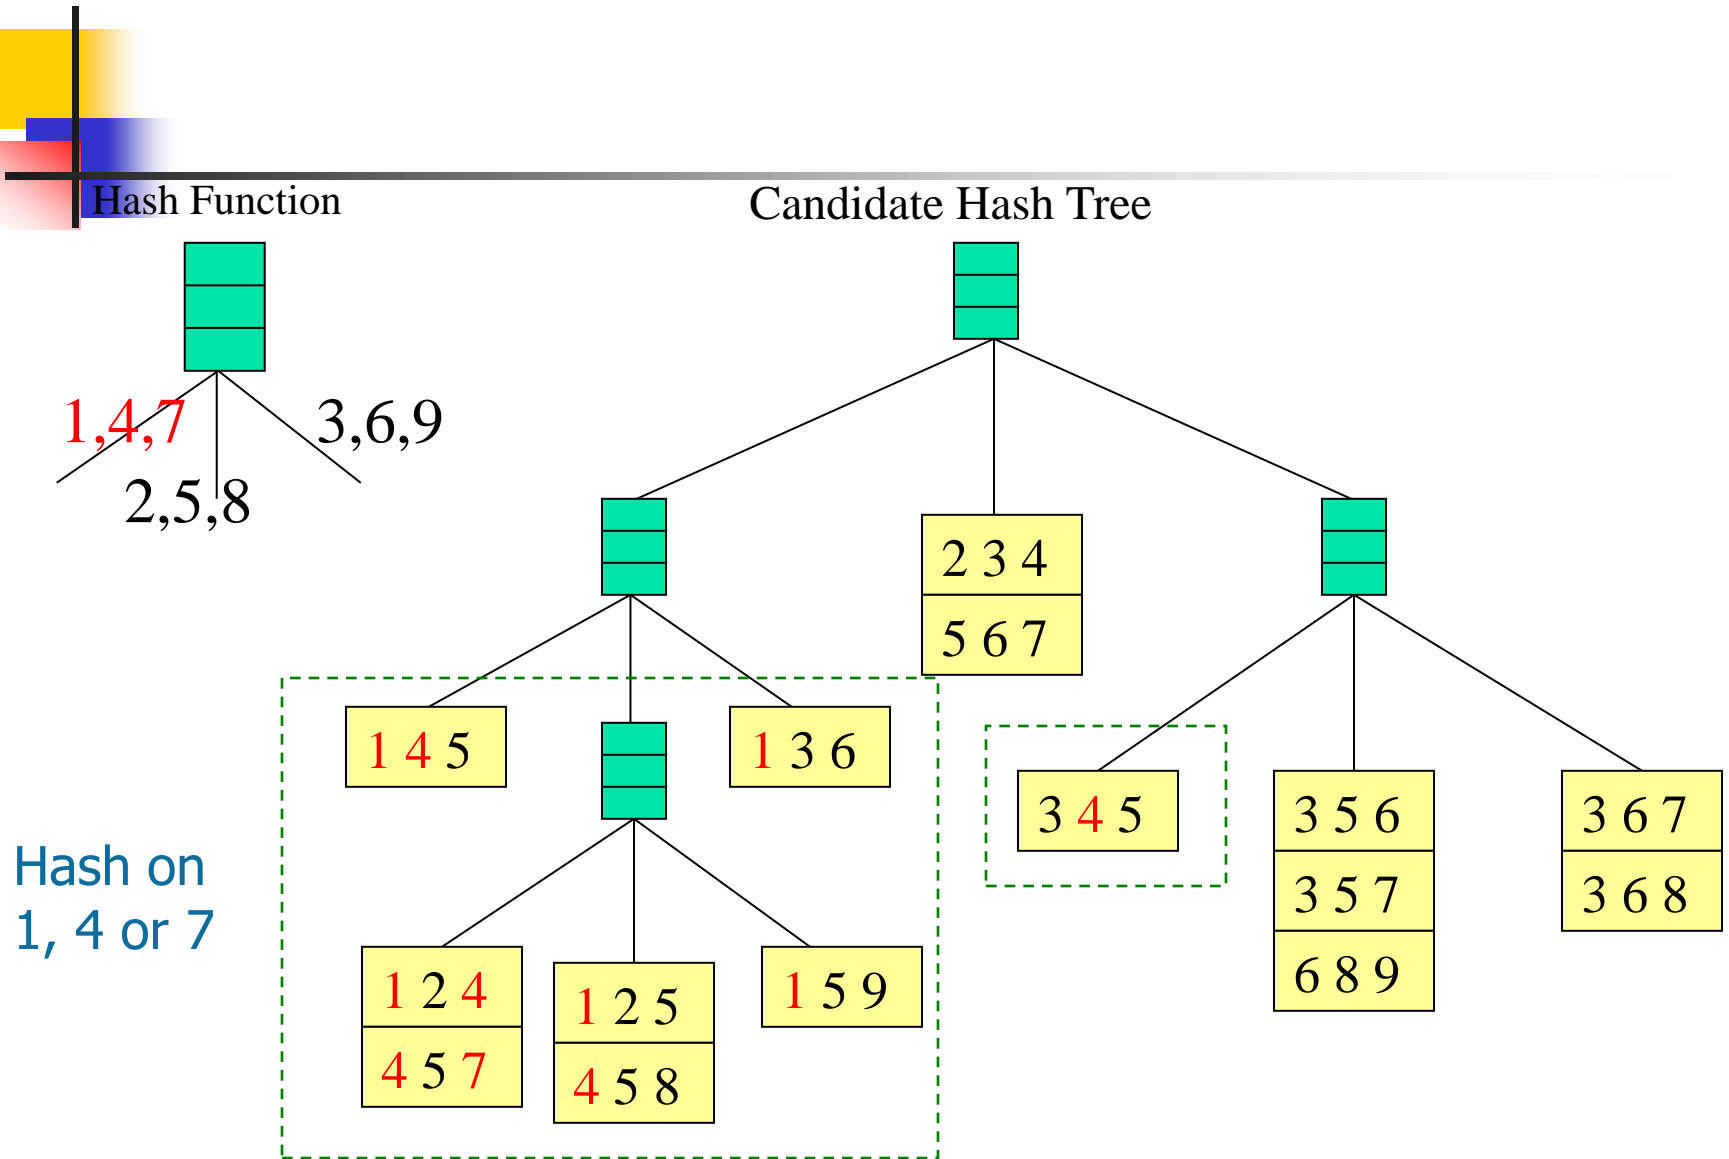 Hash Function
Candidate Hash Tree
1,4,7
3,6,9
2,5,8
2 3 4
5 6 7
1 4 5
1 3 6
3 4 5
3 5 6
3 6 7
Hash on
1, 4 or 7
3 5 7
3 6 8
6 8 9
1 2 4
1 2 5
1 5 9
4 5 7
4 5 8